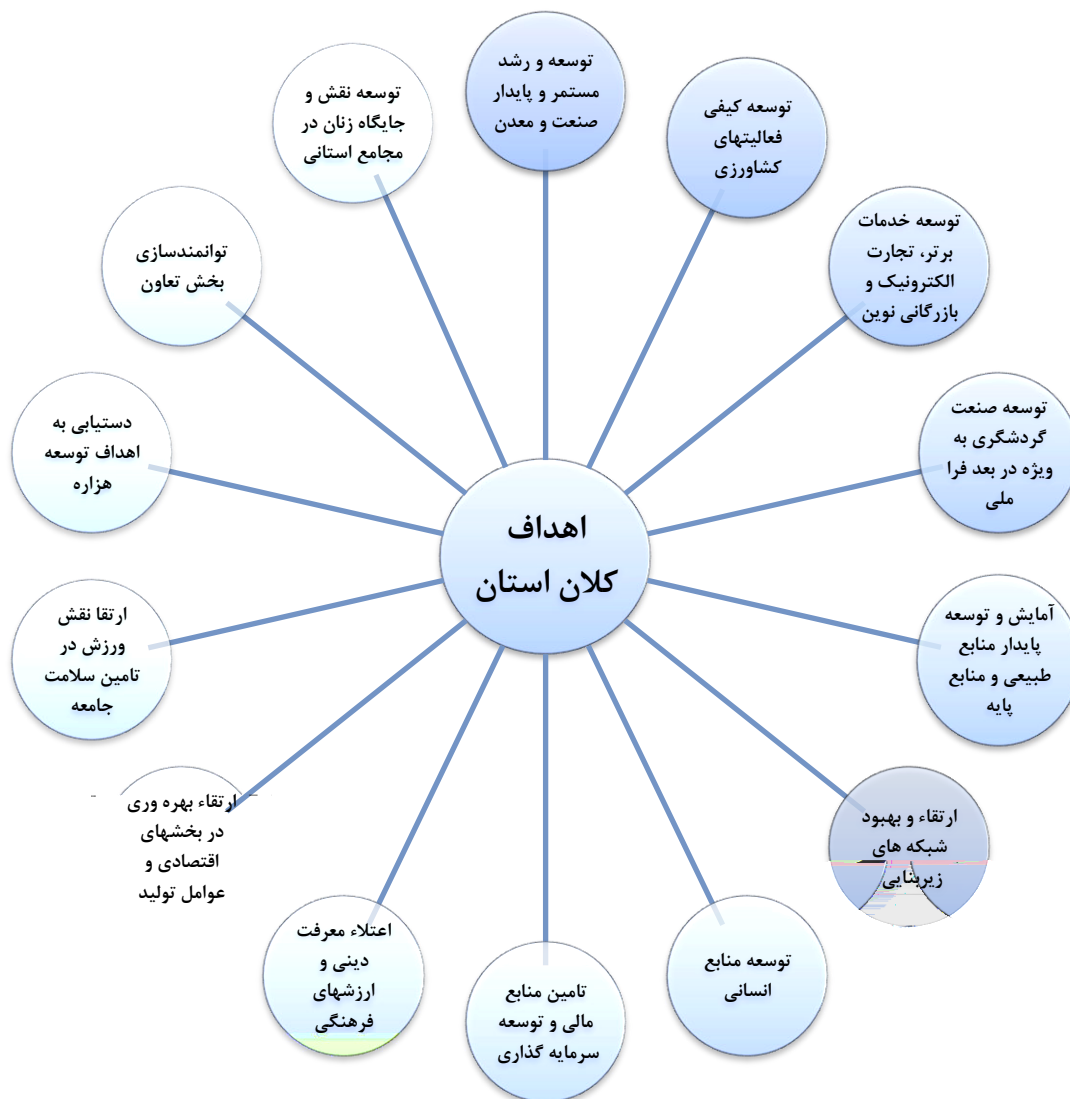 توسعه و رشد
مستمر و پایدار
صنعت و معدن
توسعه کیفی
فعالیتهای
کشاورزی
توسعه خدمات
برتر، تجارت
الکترونیک و
بازرگانی نوین
توسعه صنعت
گردشگری به
ویژه در بعد فرا
ملی
آمایش و توسعه
پایدار منابع
طبیعی و منابع
پایه
ارتقاء و بهبود
شبکه های
زیربنایی
توسعه منابع
انسانی
تامین منابع
مالی و توسعه
سرمایه گذاری
اعتلاء معرفت
دینی و
ارزشهای
فرهنگی
ارتقاء بهره وری
در بخشهای
اقتصادی و
عوامل تولید
ارتقا نقش
ورزش در
تامین سلامت
جامعه
دستیابی به
اهداف توسعه
هزاره
توانمندسازی
بخش تعاون
توسعه نقش و
جایگاه زنان در
مجامع استانی
اهداف
کلان استان